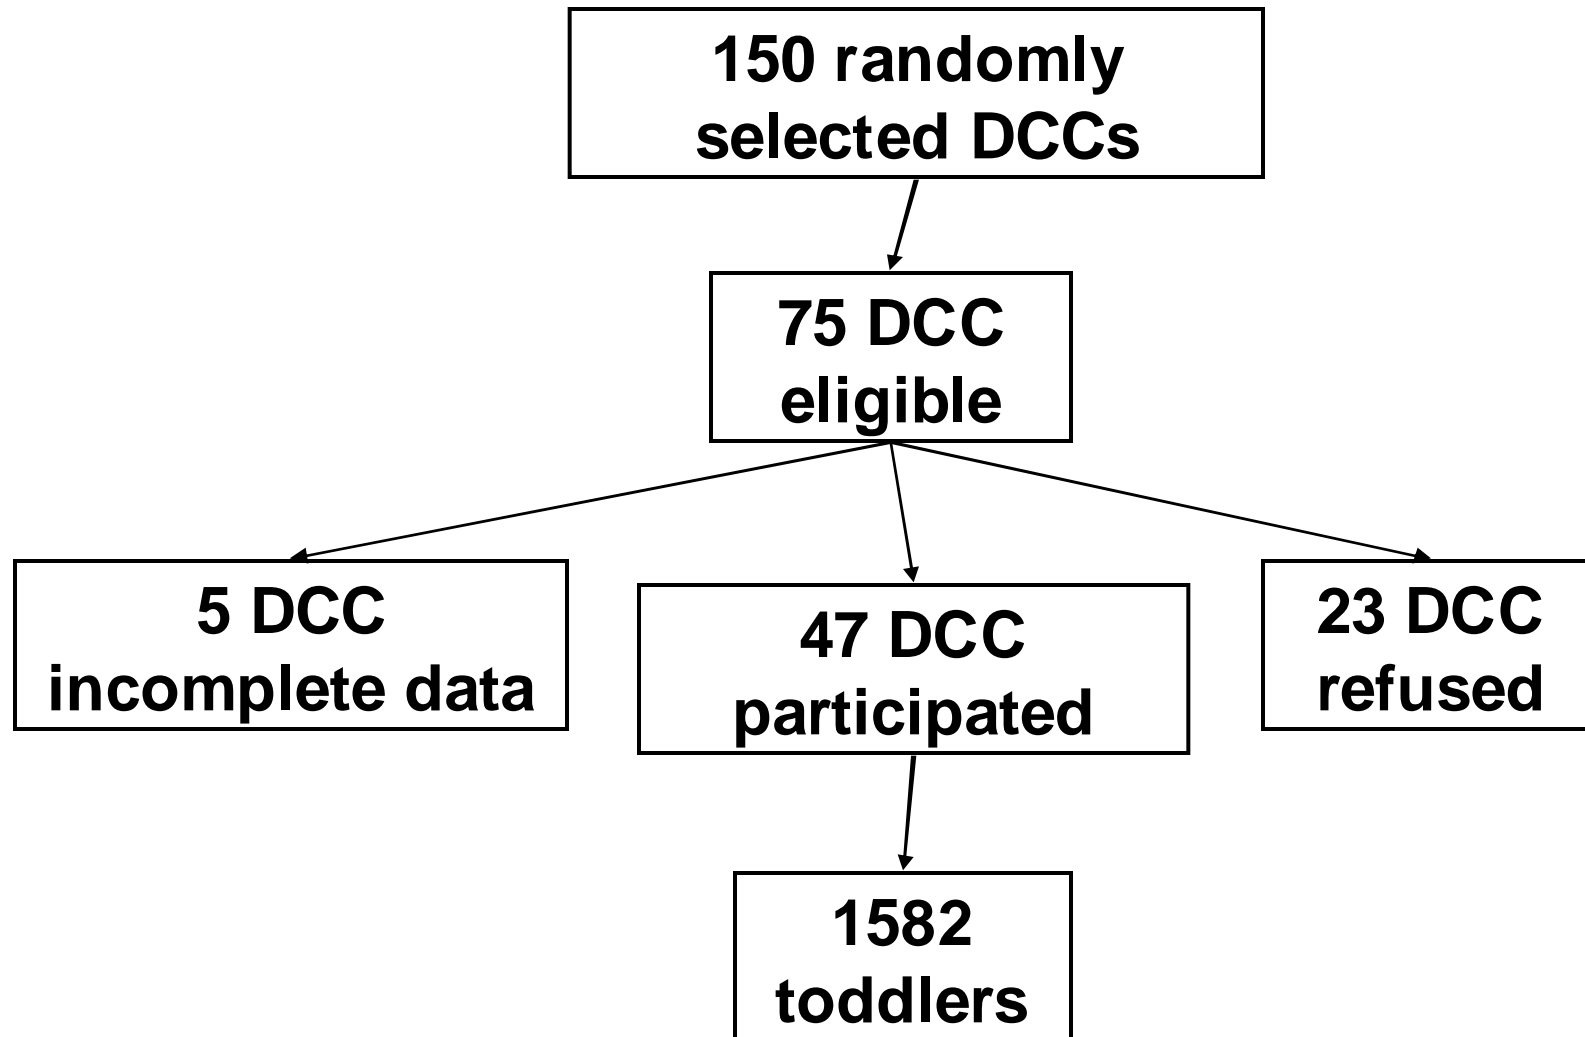 150 randomly
selected DCCs
75 DCC
eligible
5 DCC
incomplete data
47 DCC
participated
23 DCC
refused
1582
toddlers